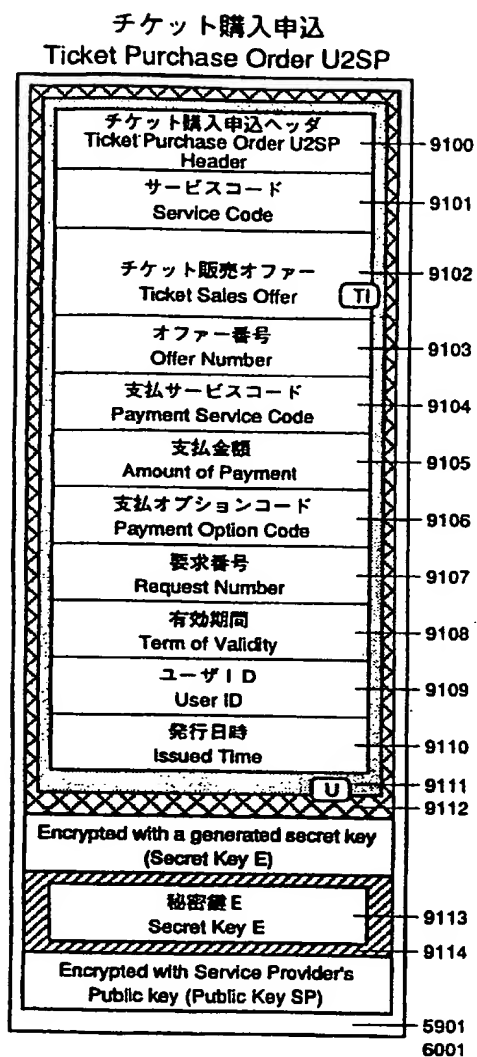 チケット購入申込
Ticket Purchase Order U2SP
チケット購入申込ヘッダ
Ticket Purchase Order U2SP
Header
9100
サービスコード
Service Code
9101
チケット販売オファー
Ticket Sales Offer
TI
9102
オファー番号
Offer Number
9103
支払サービスコード
Payment Service Code
9104
支払金額
Amount of Payment
9105
支払オプションコード
Payment Option Code
9106
要求番号
Request Number
9107
有効期間
Term of Validity
9108
ユーザID
User ID
9109
発行日時
Issued Time
9110
U
9111
9112
Encrypted with a generated secret key
(Secret Key E)
秘密鍵E
Secret Key E
9113
9114
Encrypted with Service Provider's
Public key (Public Key SP)
5901
6001